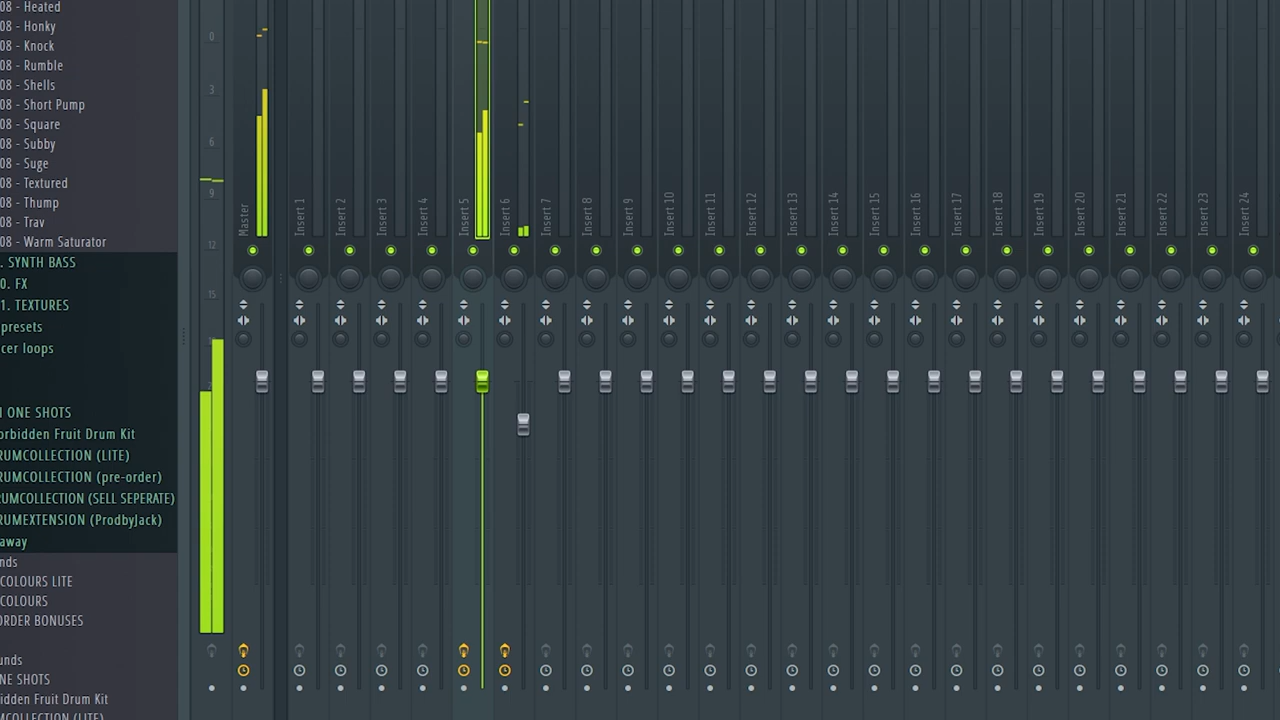 08 - Heated
08 - Honky
08 - Knock
08 - Rumble
08 - Shells
08 - Short Pump
08 - Square
08 - Subby
08 - Suge
08 - Textured
08 - Thump
08 - Trav
08 - Warm Saturator
. SYNTH BASS
0. FX
1. TEXTURES
presets
cer loops
ONE SHOTS
orbidden Fruit Drum Kit
RUMCOLLECTION (LITE)
RUMCOLLECTION (pre-order)
RUMCOLLECTION (SELL SEPERATE)
RUMEXTENSION (ProdbyJack)
away
nds
COLOURS LITE
COLOURS
ORDER BONUSES
unds
NE SHOTS
idden Fruit Drum Kit
MCOLLECTION (LITE)
0
3
6
9
12
15
Master
Insert 1
Insert 2
Insert 3
Insert 4
Insert 5
Insert 6
Insert 7
Insert 8
Insert 9
Insert 10
Insert 11
Insert 12
Insert 13
Insert 14
Insert 15
Insert 16
Insert 17
Insert 18
Insert 19
Insert 20
Insert 21
Insert 22
Insert 23
Insert 24